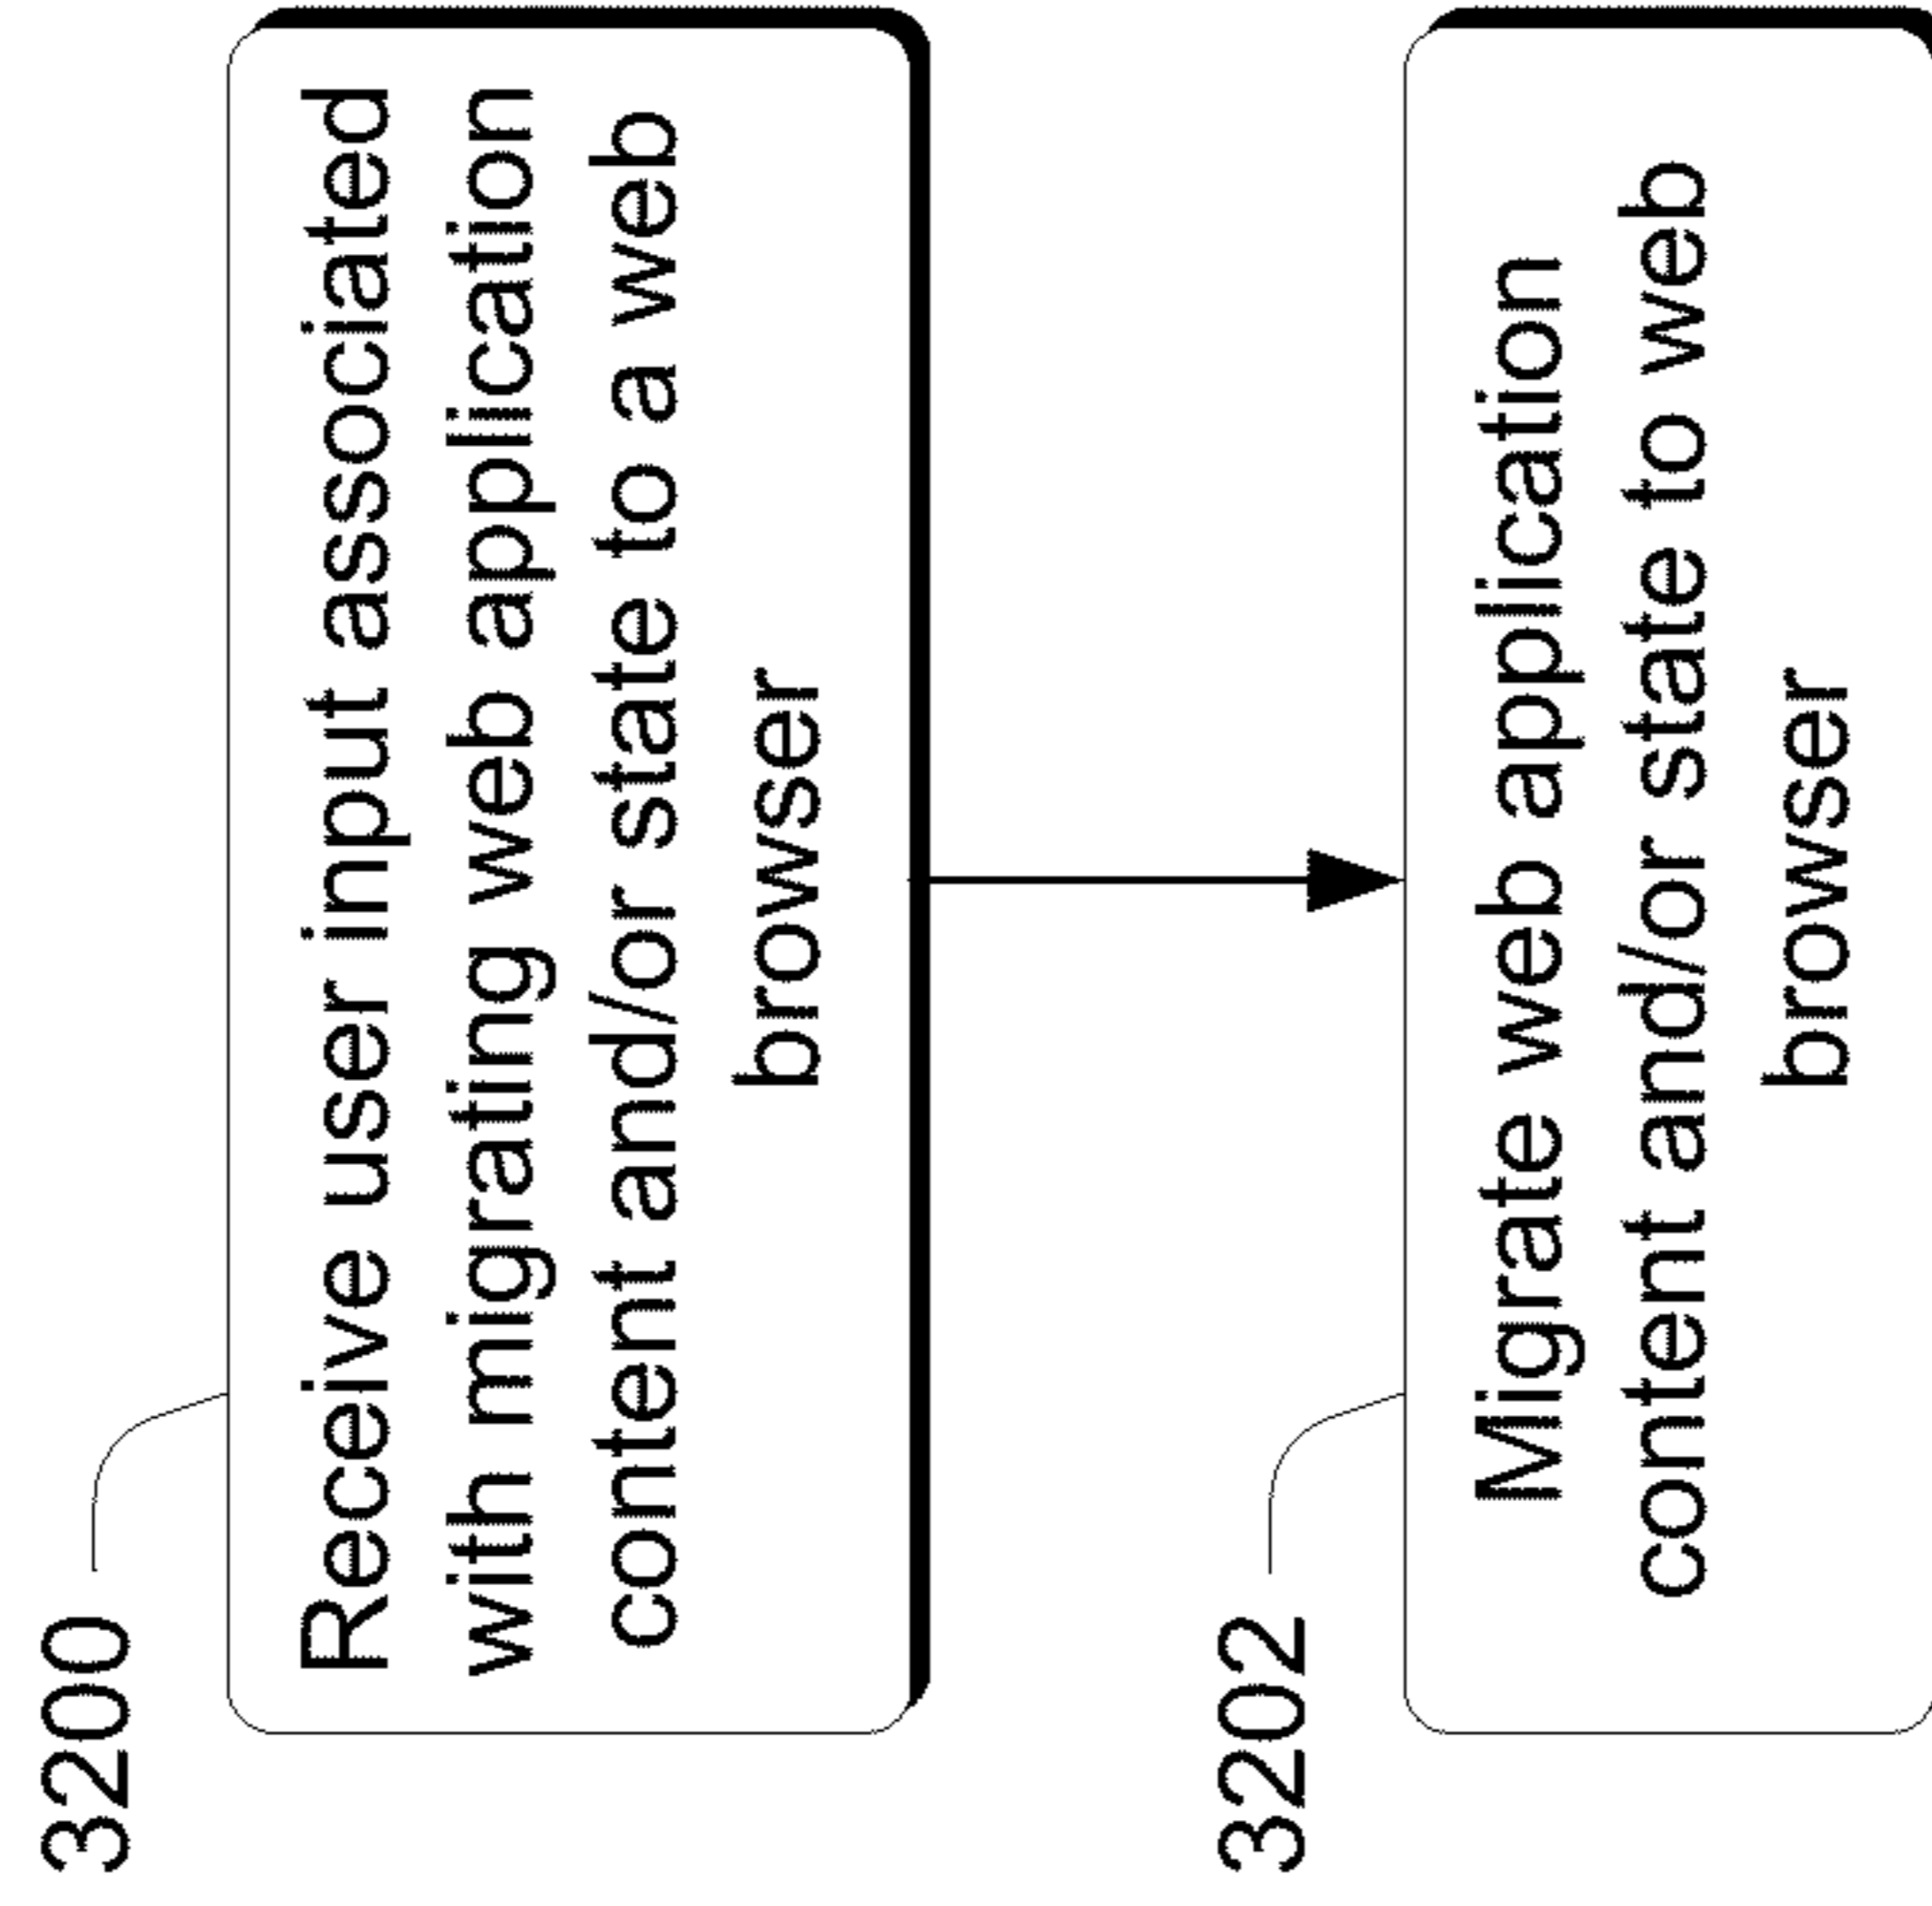 3200
Receive user input associated
with migrating web application
content and/or state to a web
browser
3202
Migrate web application
content and/or state to web
browser